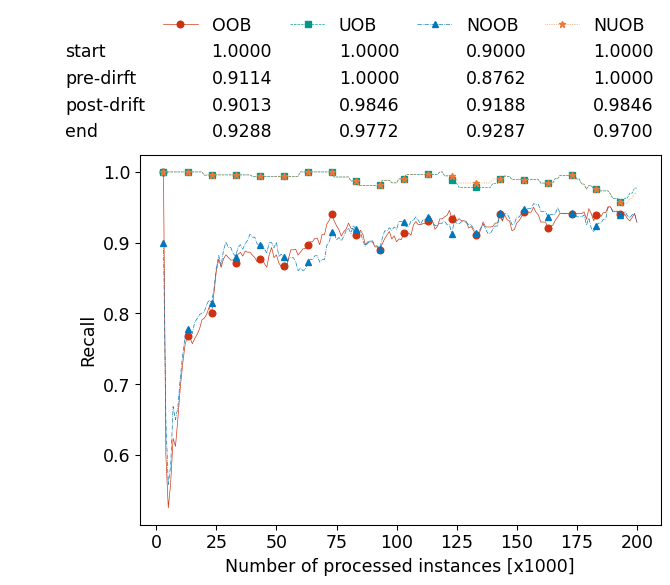 OOB UOB NOOB NUOB
start 1.0000 1.0000 0.9000 1.0000
pre-dirft 0.9114 1.0000 0.8762 1.0000
post-drift 0.9013 0.9846 0.9188 0.9846
end 0.9288 0.9772 0.9287 0.9700
1.0
0.9
0.8
0.7
0.6
Recall
0 25 50 75 100 125 150 175 200
Number of processed instances [x1000]